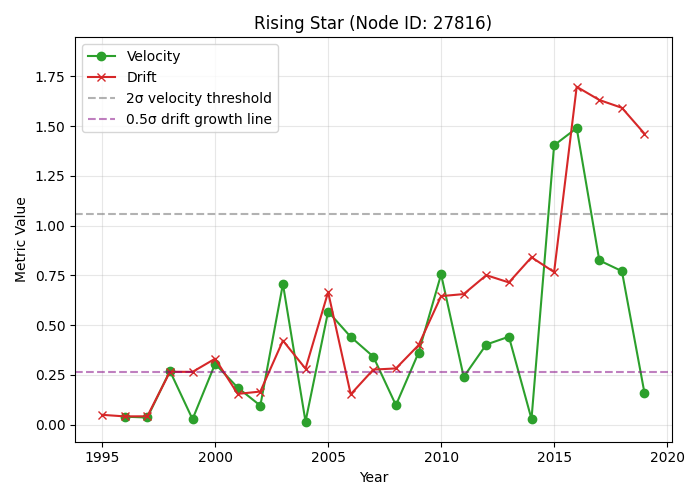 Rising Star (Node ID: 27816)
Velocity
Drift
2σ velocity threshold
0.5σ drift growth line
1.75
1.50
1.25
1.00
0.75
0.50
0.25
0.00
Metric Value
1995 2000 2005 2010 2015 2020
Year